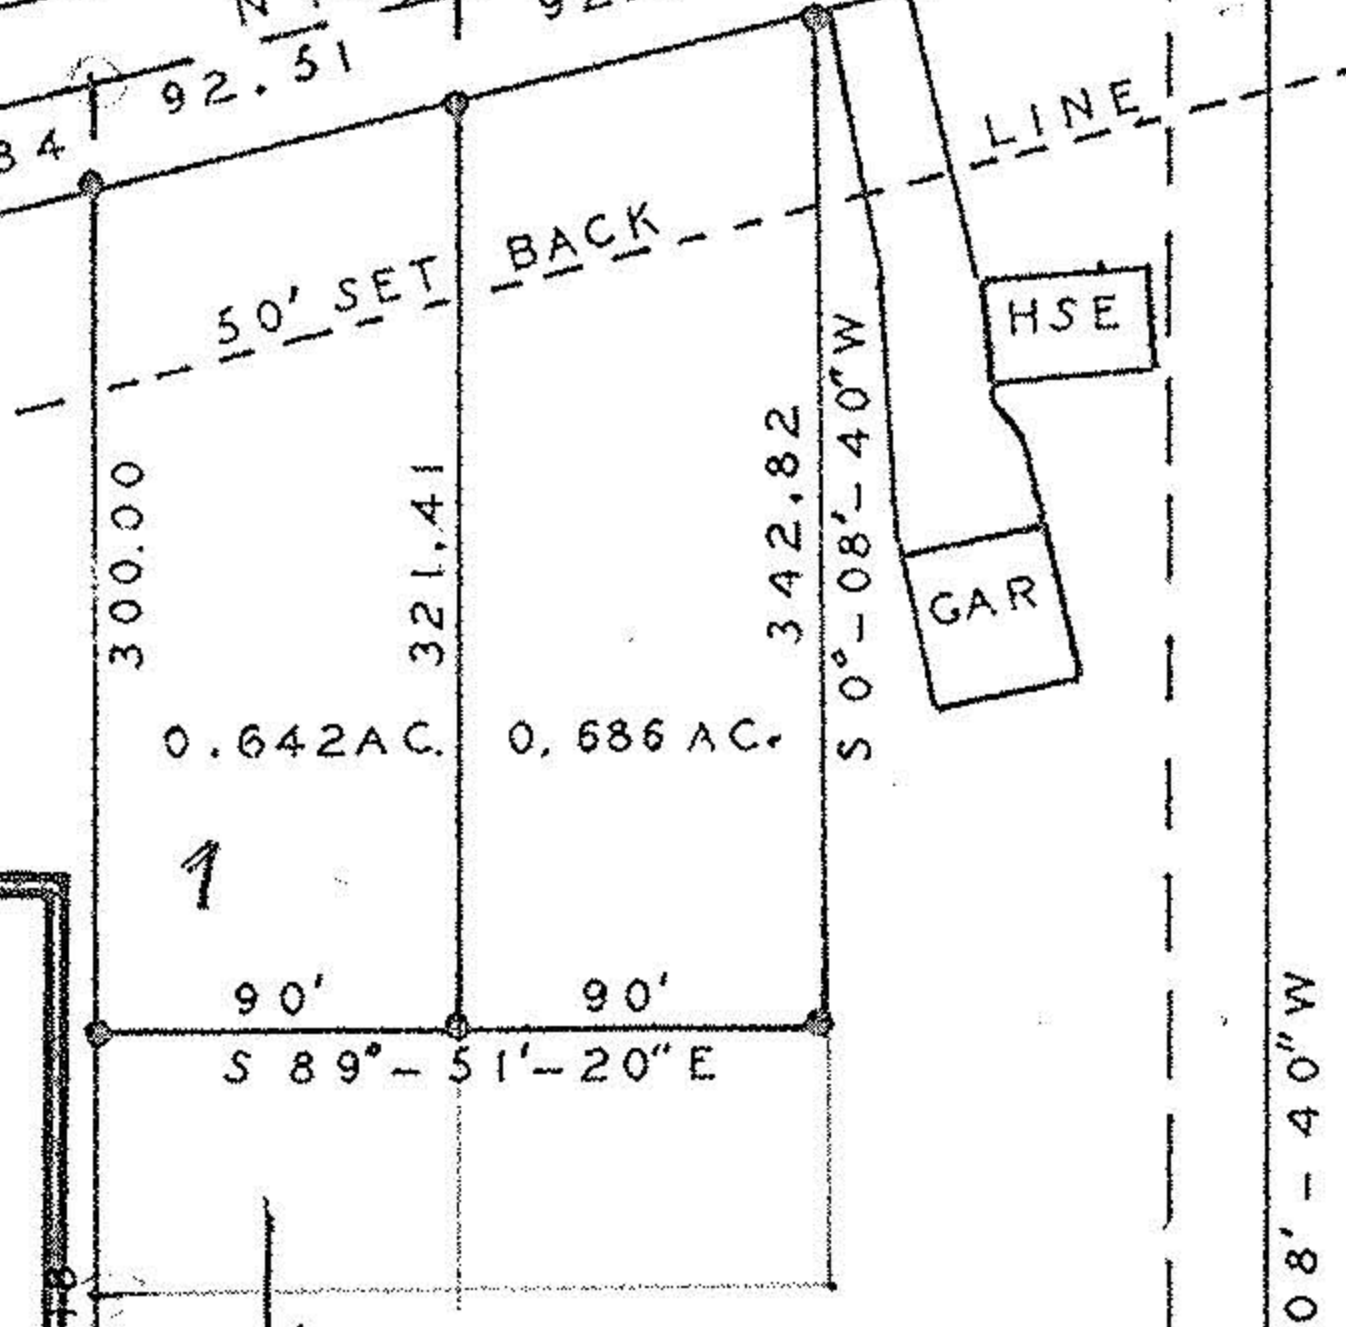 92.51
34
LINE
50' SET BACK
HSE
300.00
321.41
342.82
S 0°-08'-40"W
GAR
0.642AC.
0.686 AC.
1
90'
90'
S 89°-51'-20"E
08'-40"W